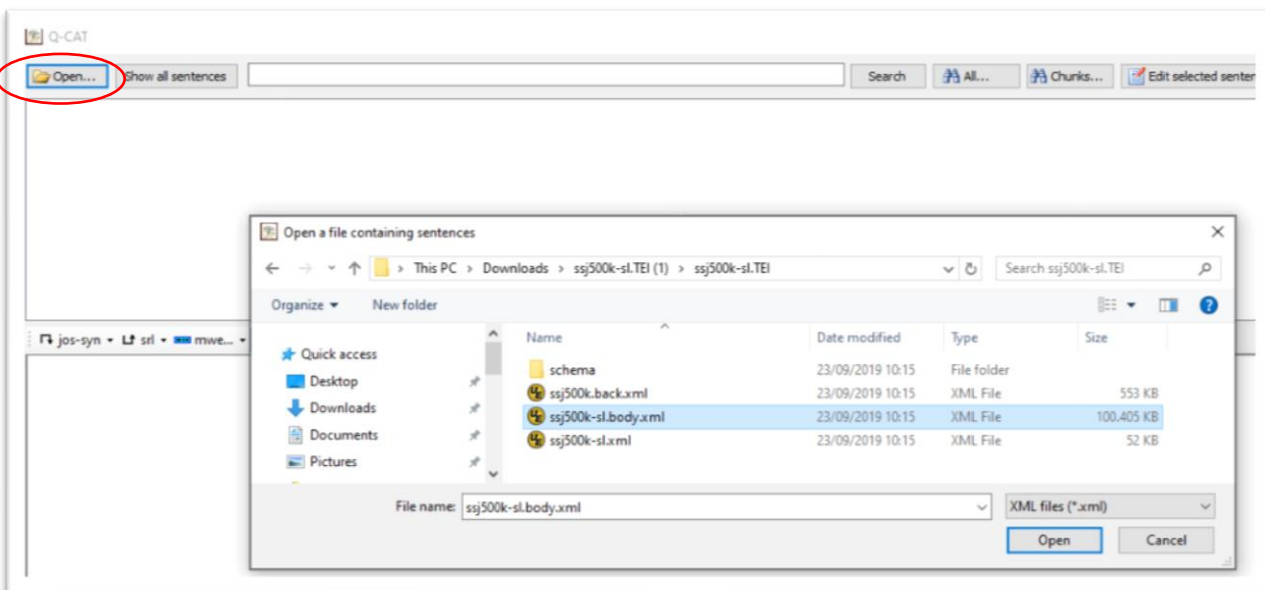 Q-CAT
Open... Show all sentences Search All... Chunks... Edit selected senter
Open a file containing sentences
This PC > Downloads > ssj500k-sl.TEI (1) > ssj500k-sl.TEI Search ssj500k-sl.TEI
Organize New folder
jos-syn srl mwe...
Quick access
Desktop
Downloads
Documents
Pictures
Name Date modified Type Size
schema 23/09/2019 10:15 File folder
ssj500k.back.xml 23/09/2019 10:15 XML File 553 KB
ssj500k-sl.body.xml 23/09/2019 10:15 XML File 100.405 KB
ssj500k-sl.xml 23/09/2019 10:15 XML File 52 KB
File name: ssj500k-sl.body.xml XML files (*.xml)
Open Cancel